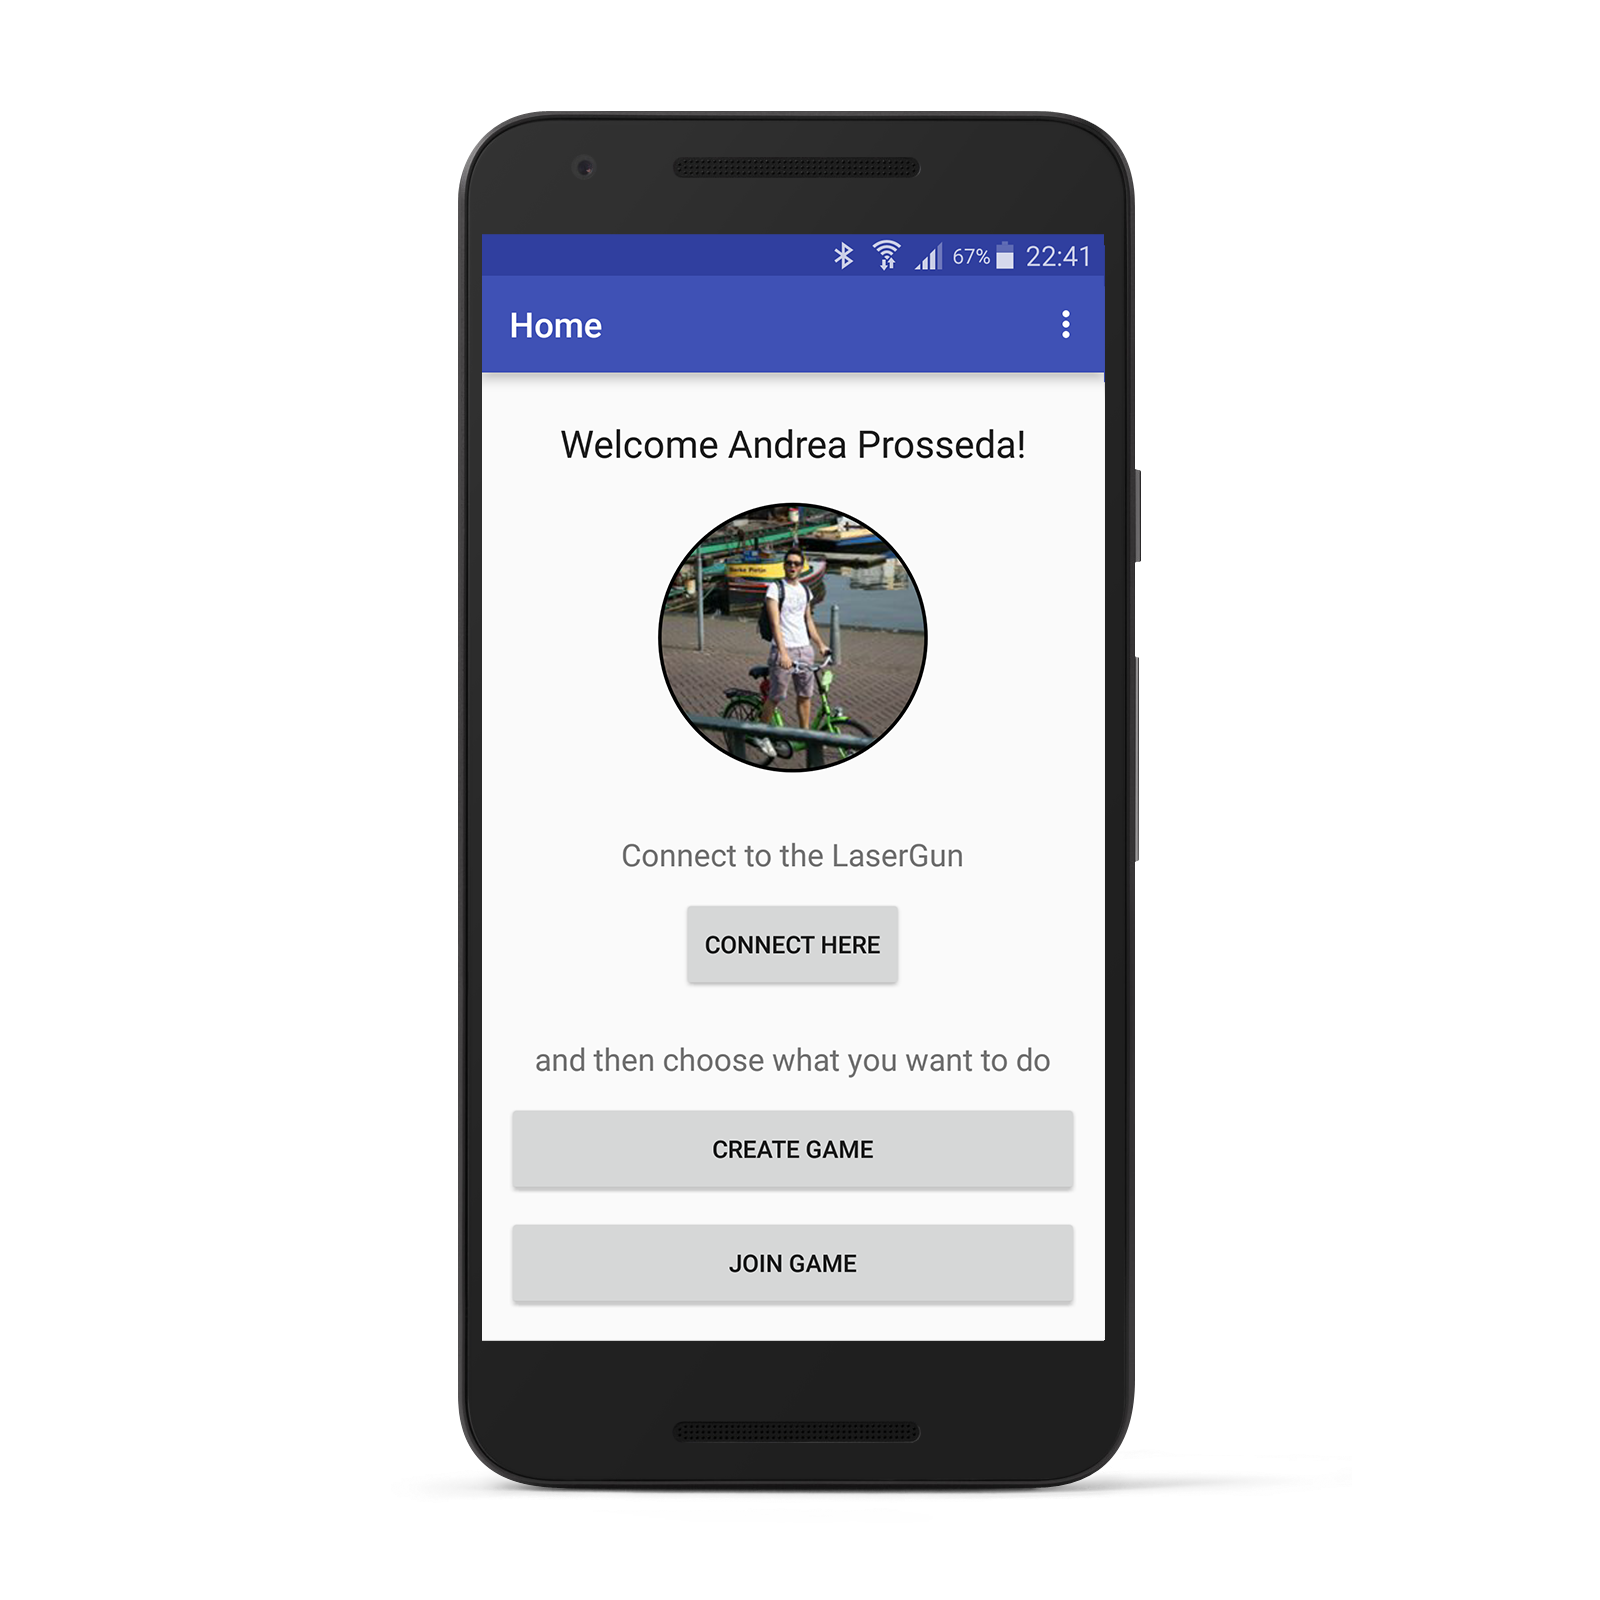 67% 22:41
Home
Welcome Andrea Prosseda!
Connect to the LaserGun
CONNECT HERE
and then choose what you want to do
CREATE GAME
JOIN GAME